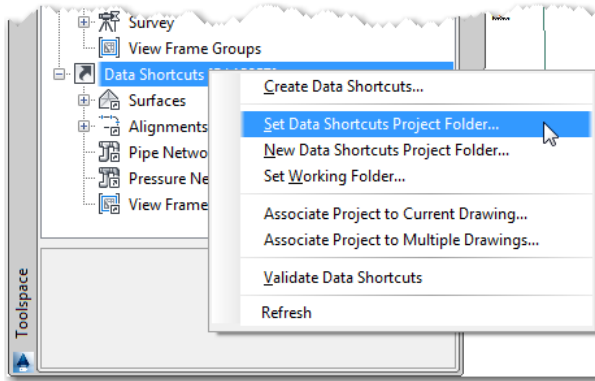 Survey
View Frame Groups
Data Shortcuts
Surfaces
Alignments
Pipe Netwo
Pressure Ne
View Frame
Create Data Shortcuts...
Set Data Shortcuts Project Folder...
New Data Shortcuts Project Folder...
Set Working Folder...
Associate Project to Current Drawing...
Associate Project to Multiple Drawings...
Validate Data Shortcuts
Refresh
Toolspace